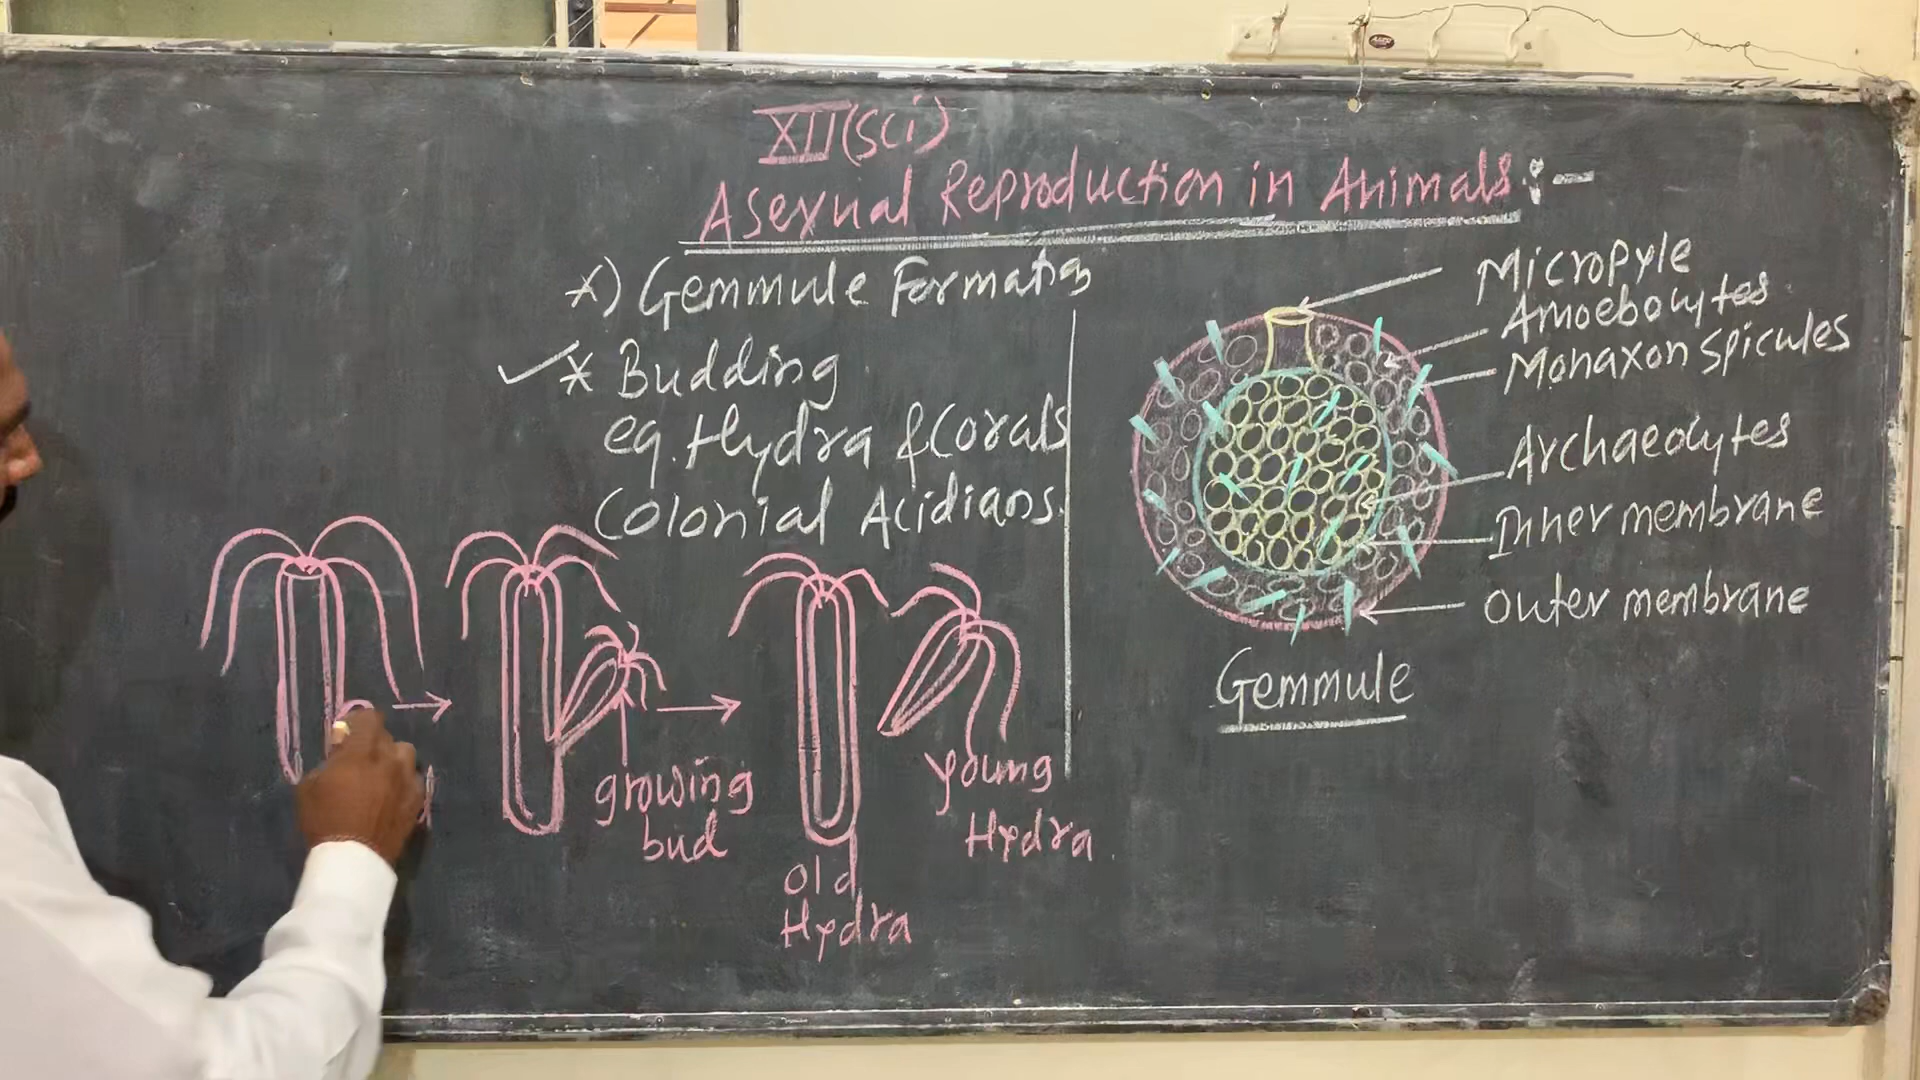 XII (Sci)
Asexual Reproduction in Animals :-
*) Gemmule Formation
* Budding
eg. Hydra & Corals
Colonial Acidians.
growing
bud
old
Hydra
young
Hydra.
Micropyle
Amoebocytes
Monaxon spicules
Archaeocytes
Inner membrane
outer membrane
Gemmule